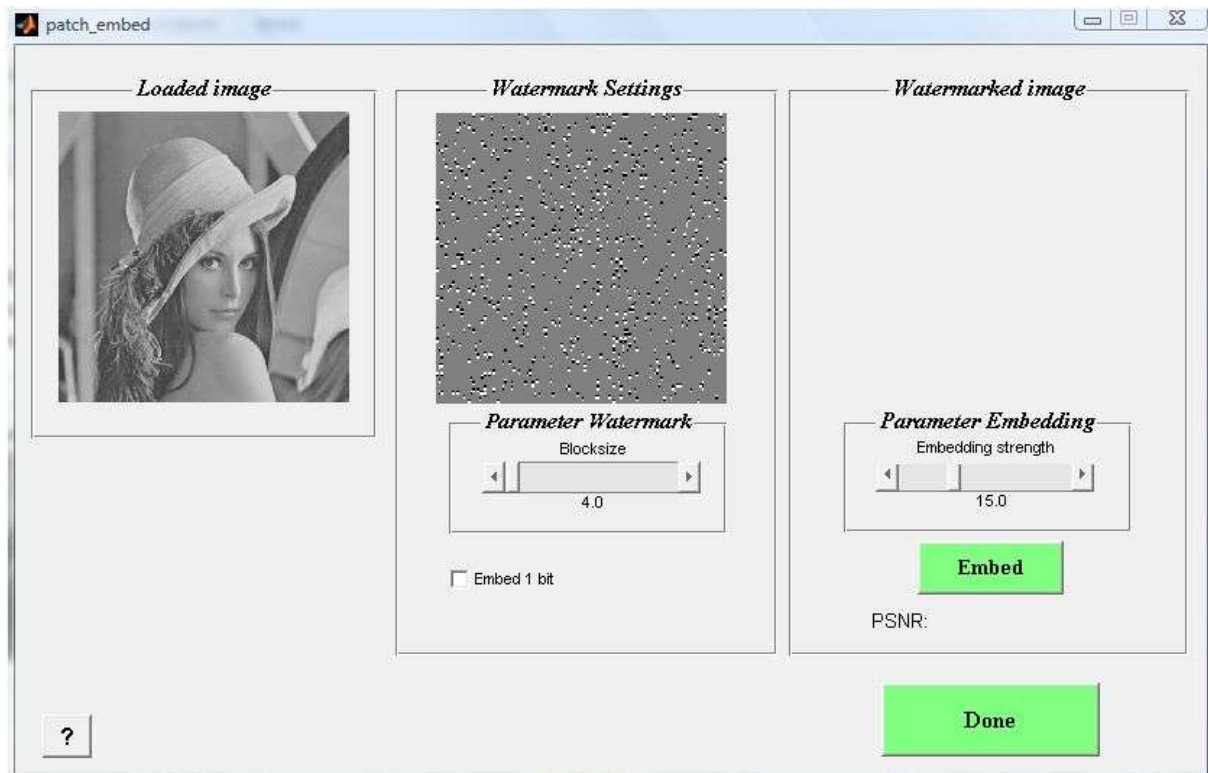 patch_embed
Loaded image
Watermark Settings
Watermarked image
Parameter Watermark
Blocksize
4.0
Embed 1 bit
Parameter Embedding
Embedding strength
15.0
Embed
PSNR:
Done
?